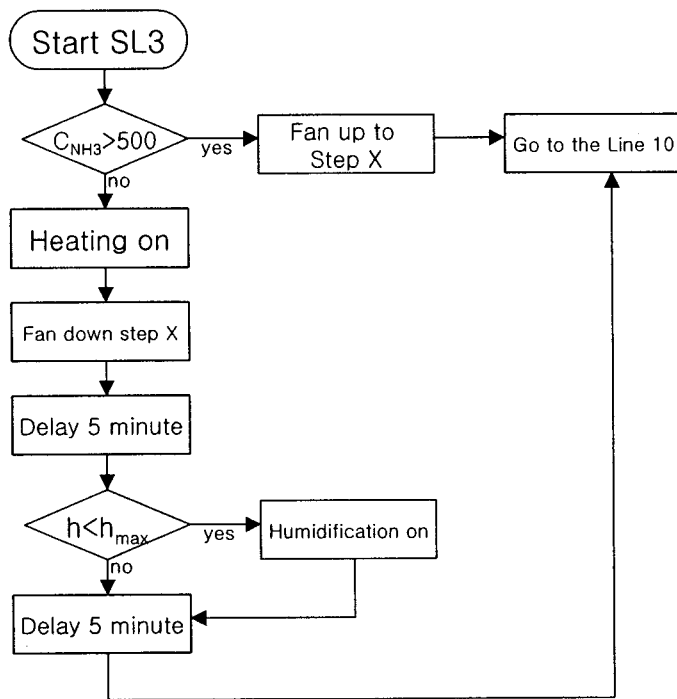 Start SL3
C_NH3>500
yes
Fan up to
Step X
Go to the Line 10
no
Heating on
Fan down step X
Delay 5 minute
h<h_max
yes
Humidification on
no
Delay 5 minute